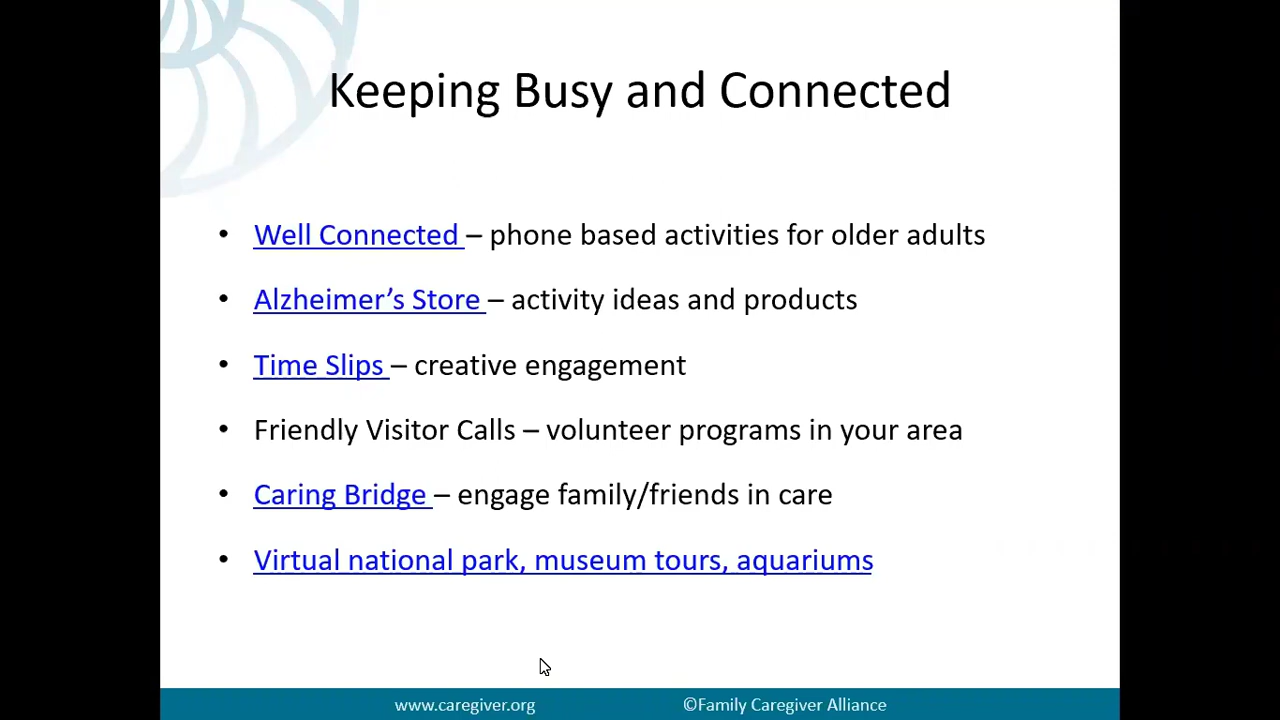 Keeping Busy and Connected
• Well Connected – phone based activities for older adults
• Alzheimer’s Store – activity ideas and products
• Time Slips – creative engagement
• Friendly Visitor Calls – volunteer programs in your area
• Caring Bridge – engage family/friends in care
• Virtual national park, museum tours, aquariums
www.caregiver.org ©Family Caregiver Alliance